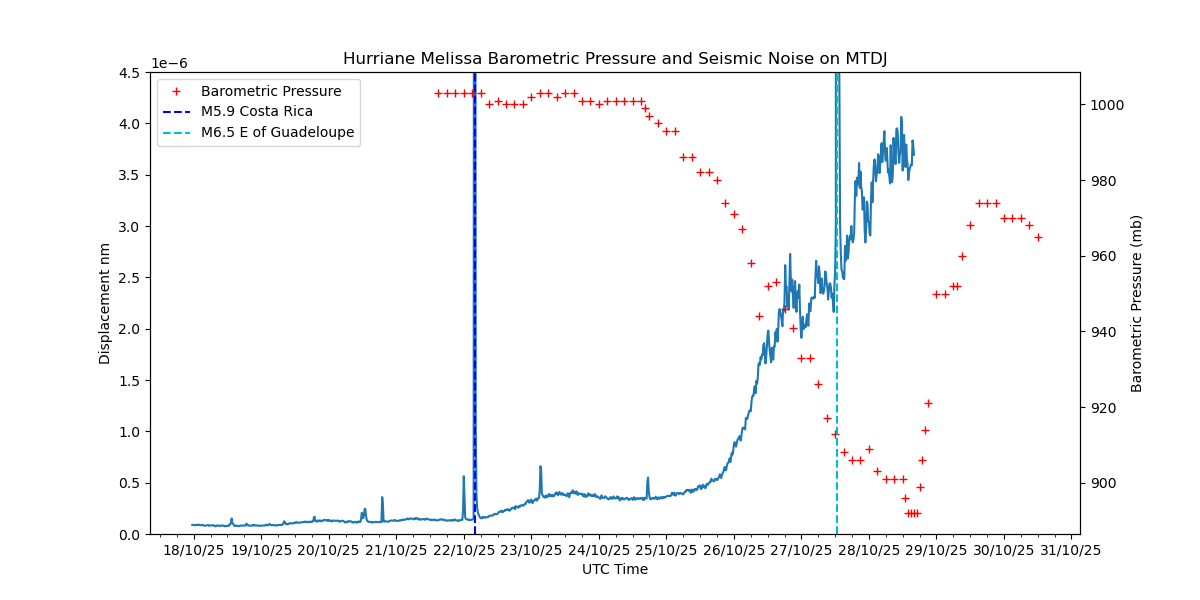 Hurriane Melissa Barometric Pressure and Seismic Noise on MTDJ
1e−6
4.5
4.0
3.5
3.0
2.5
2.0
1.5
1.0
0.5
0.0
Displacement nm
Barometric Pressure
M5.9 Costa Rica
M6.5 E of Guadeloupe
1000
980
960
940
920
900
Barometric Pressure (mb)
18/10/25 19/10/25 20/10/25 21/10/25 22/10/25 23/10/25 24/10/25 25/10/25 26/10/25 27/10/25 28/10/25 29/10/25 30/10/25 31/10/25
UTC Time